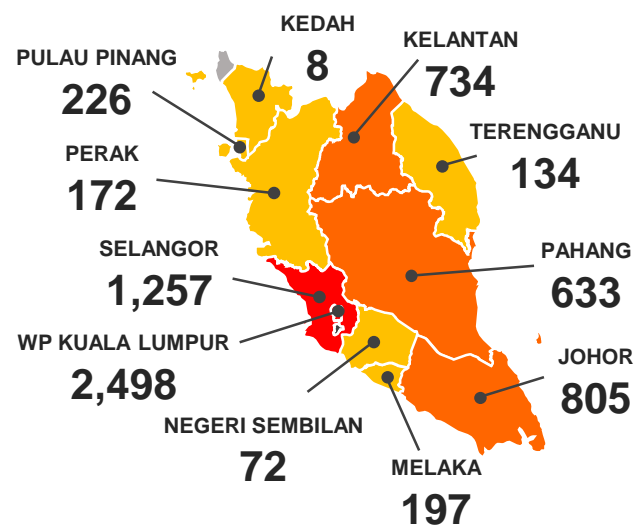 KEDAH
8
KELANTAN
734
PULAU PINANG
226
TERENGGANU
134
PERAK
172
SELANGOR
1,257
PAHANG
633
WP KUALA LUMPUR
2,498
JOHOR
805
NEGERI SEMBILAN
72
MELAKA
197